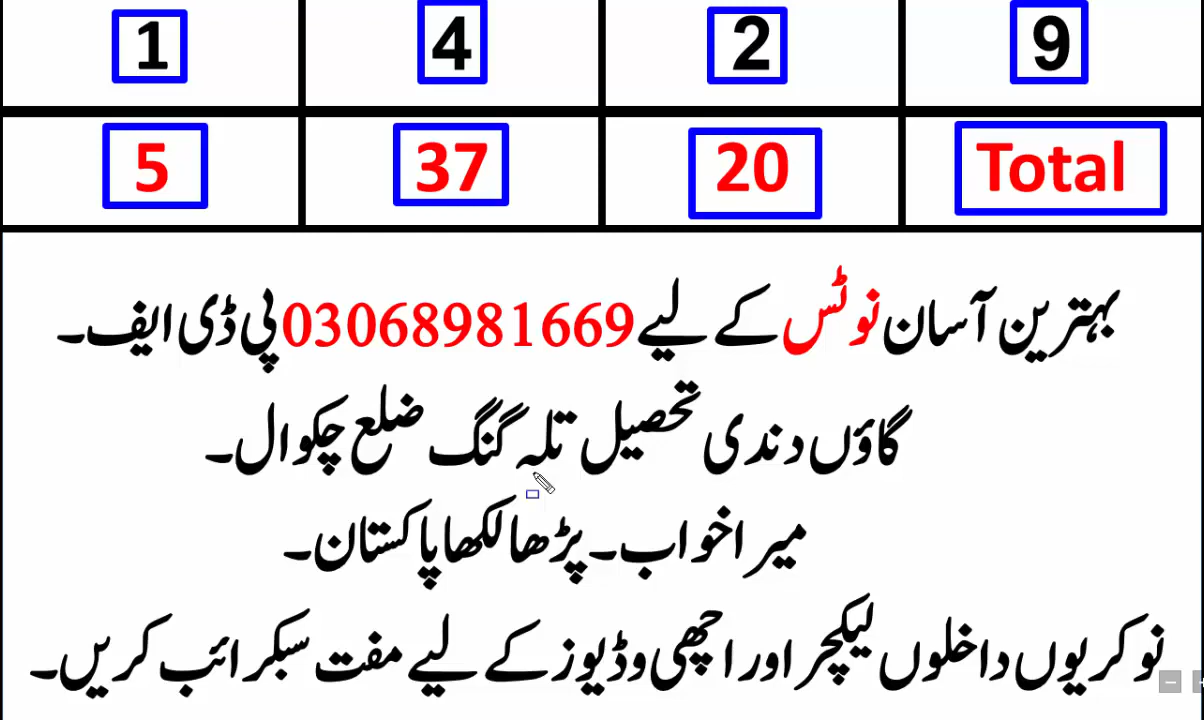 1 4 2 9
5 37 20 Total
بہترین آسان نوٹس کے لیے 03068981669 پی ڈی ایف۔
گاؤں دندی تحصیل تلہ گنگ ضلع چکوال۔
میرا خواب۔ پڑھا لکھا پاکستان۔
نوکریوں داخلوں لیکچر اور اچھی وڈیوز کے لیے مفت سبکرائب کریں۔